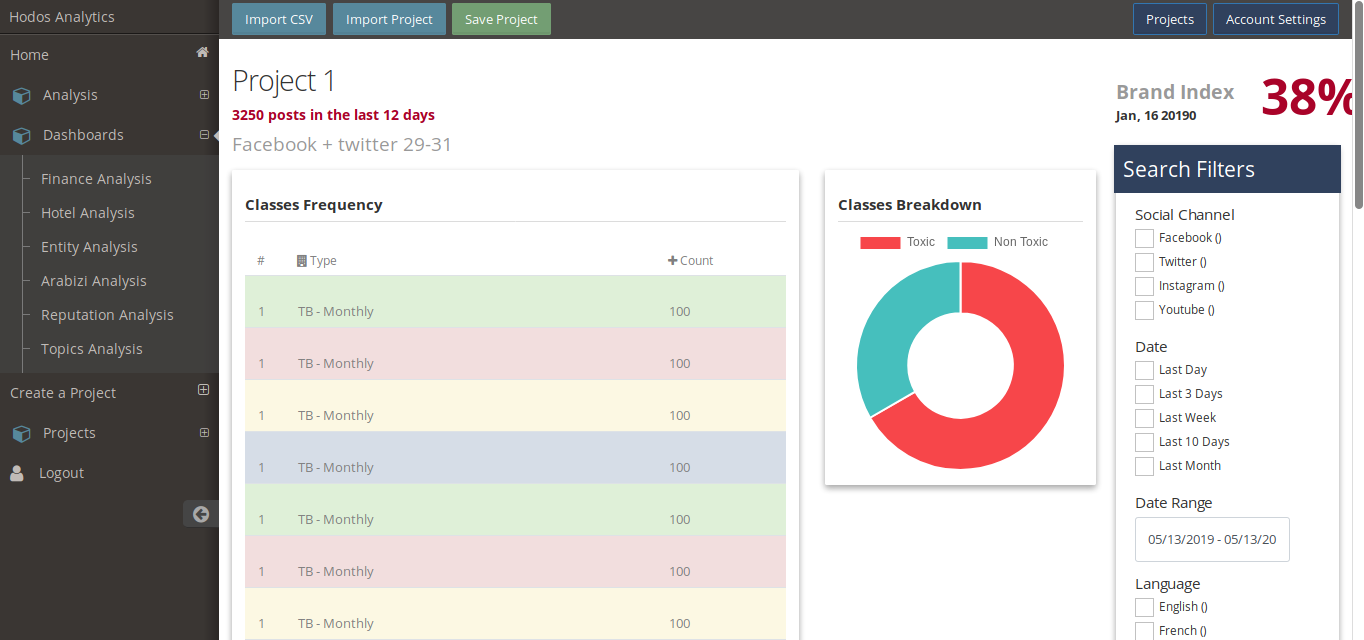 Hodos Analytics
Import CSV
Import Project
Save Project
Projects
Account Settings
Home
Analysis
Dashboards
Finance Analysis
Hotel Analysis
Entity Analysis
Arabizi Analysis
Reputation Analysis
Topics Analysis
Create a Project
Projects
Logout
Project 1
3250 posts in the last 12 days
Facebook + twitter 29-31
Brand Index
Jan, 16 20190
38%
Classes Frequency
# Type Count
1 TB - Monthly 100
1 TB - Monthly 100
1 TB - Monthly 100
1 TB - Monthly 100
1 TB - Monthly 100
1 TB - Monthly 100
1 TB - Monthly 100
Classes Breakdown
Toxic Non Toxic
Search Filters
Social Channel
Facebook ()
Twitter ()
Instagram ()
Youtube ()
Date
Last Day
Last 3 Days
Last Week
Last 10 Days
Last Month
Date Range
05/13/2019 - 05/13/20
Language
English ()
French ()